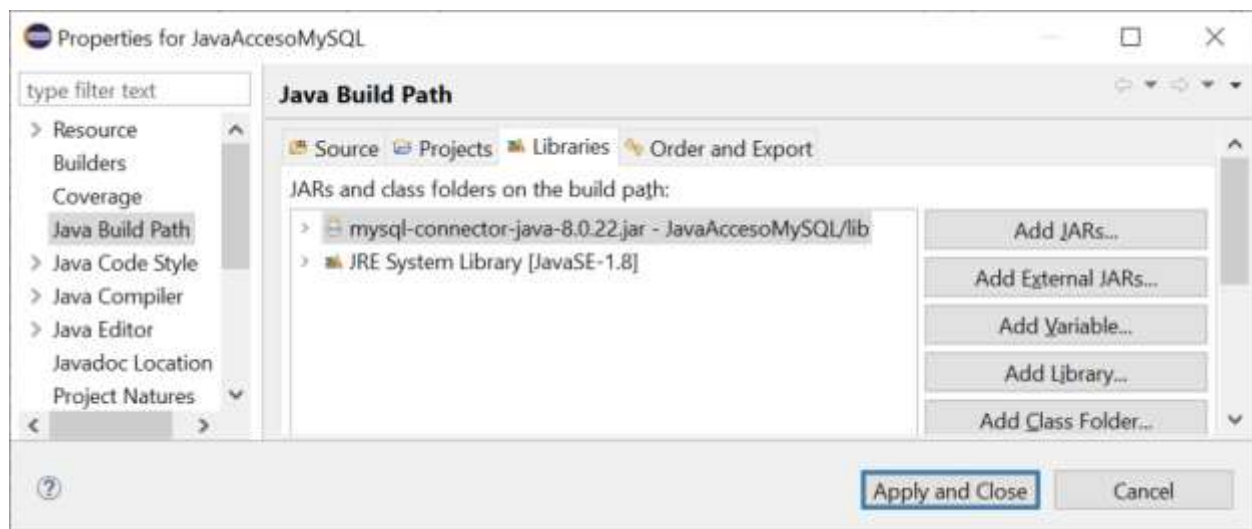 Properties for JavaAccesoMySQL
type filter text
Resource
Builders
Coverage
Java Build Path
Java Code Style
Java Compiler
Java Editor
Javadoc Location
Project Natures
Java Build Path
Source Projects Libraries Order and Export
JARs and class folders on the build path:
mysql-connector-java-8.0.22.jar - JavaAccesoMySQL/lib
JRE System Library [JavaSE-1.8]
Add JARs...
Add External JARs...
Add Variable...
Add Library...
Add Class Folder...
Apply and Close
Cancel